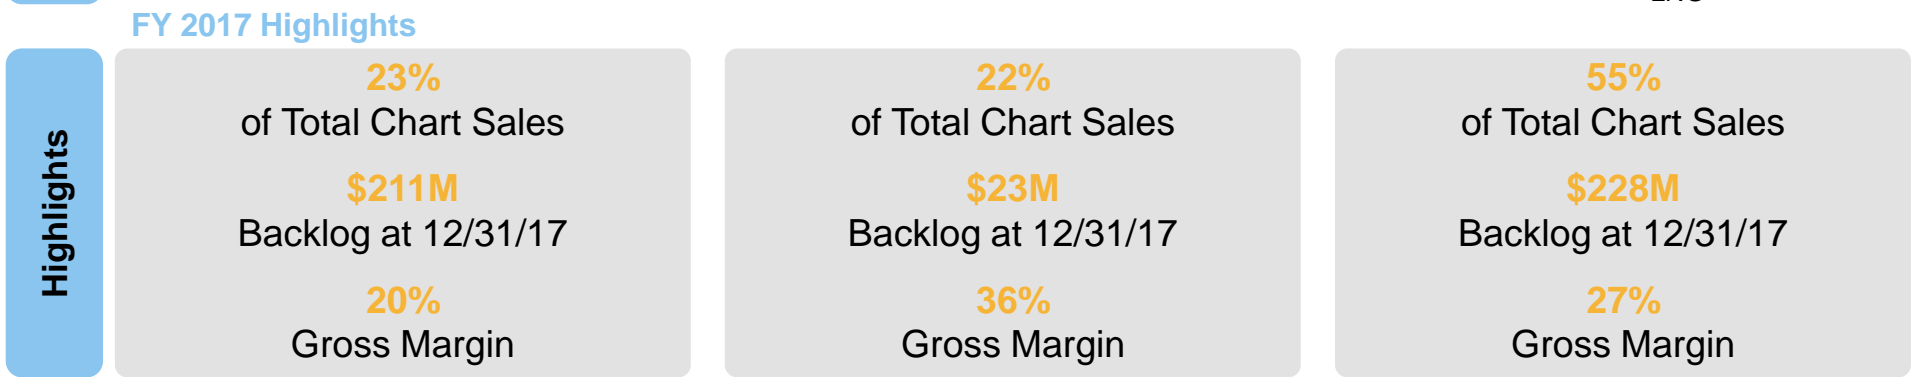 FY 2017 Highlights
Highlights
23%
of Total Chart Sales
$211M
Backlog at 12/31/17
20%
Gross Margin
22%
of Total Chart Sales
$23M
Backlog at 12/31/17
36%
Gross Margin
55%
of Total Chart Sales
$228M
Backlog at 12/31/17
27%
Gross Margin